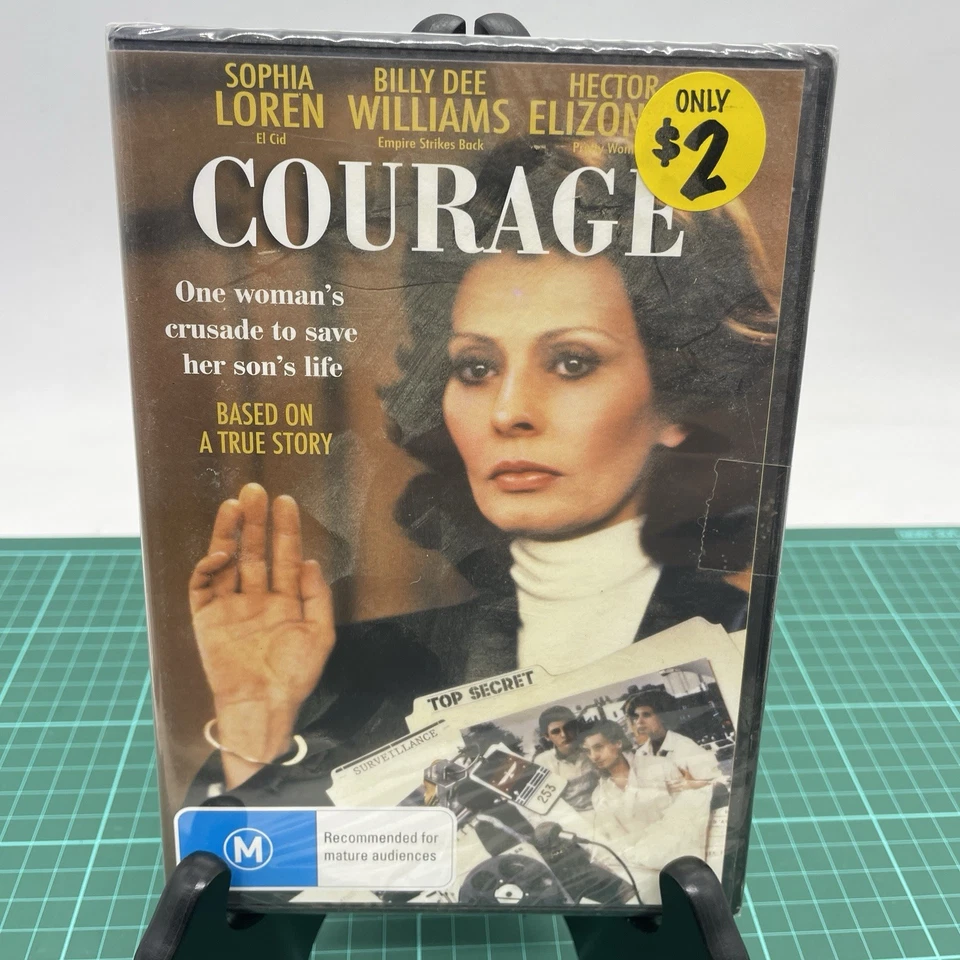 SOPHIA
LOREN
El Cid
BILLY DEE
WILLIAMS
Empire Strikes Back
HECTOR
ONLY
$2
COURAGE
One woman's
crusade to save
her son's life
BASED ON
A TRUE STORY
TOP SECRET
SURVEILLANCE
253
M
Recommended for
mature audiences